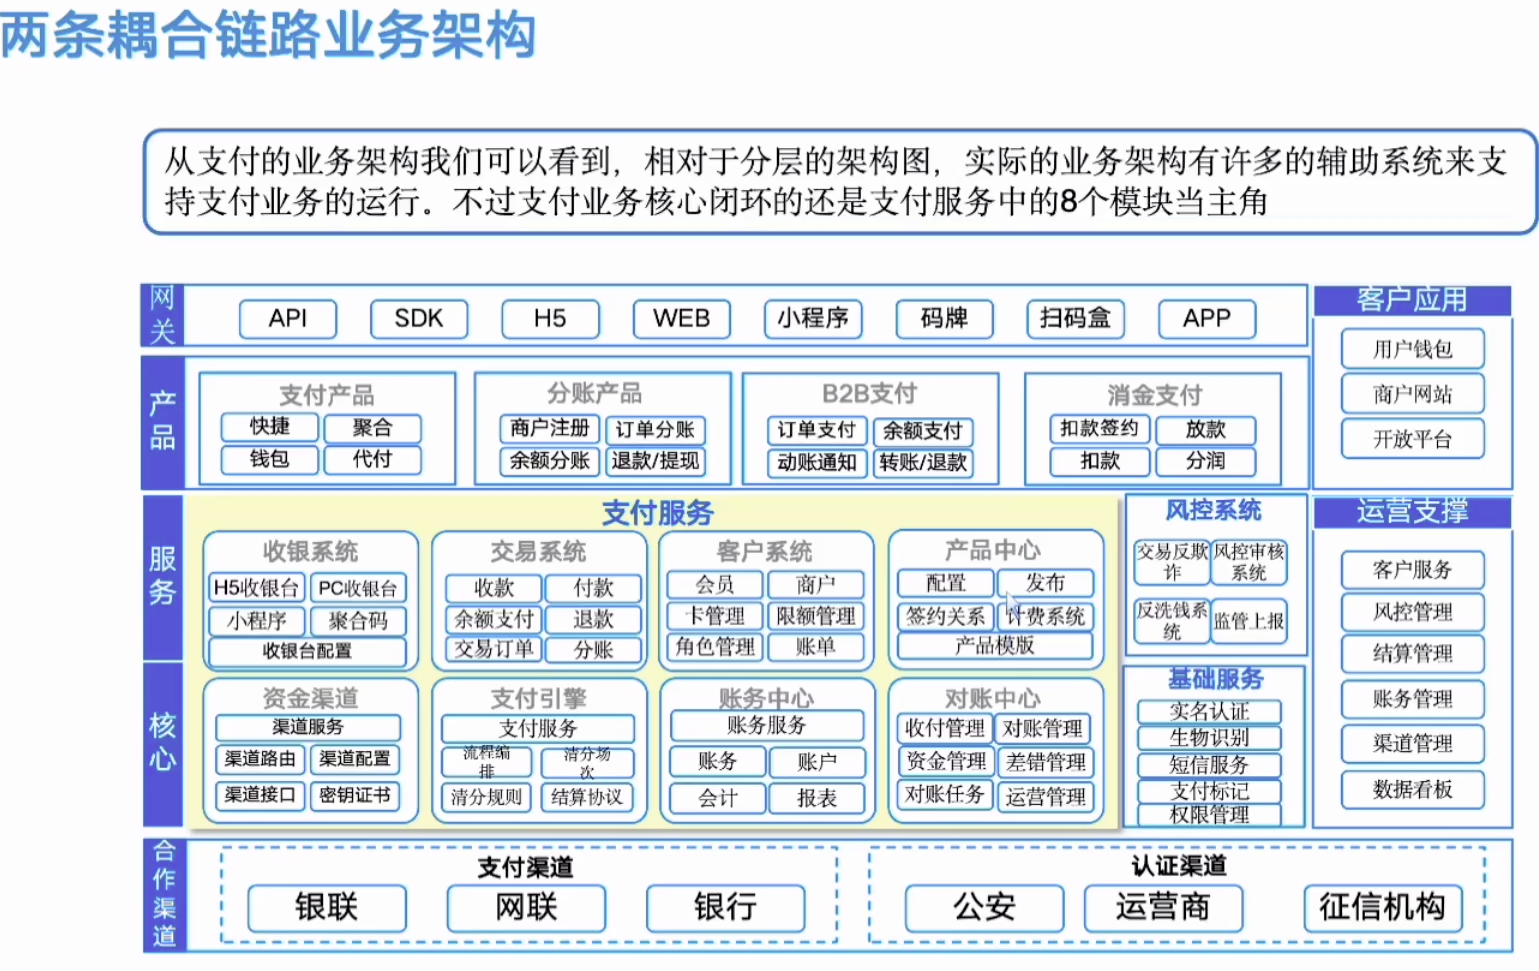 两条耦合链路业务架构
从支付的业务架构我们可以看到，相对于分层的架构图，实际的业务架构有许多的辅助系统来支
持支付业务的运行。不过支付业务核心闭环的还是支付服务中的8个模块当主角
网关
API
SDK
H5
WEB
小程序
码牌
扫码盒
APP
产品
支付产品
快捷
聚合
钱包
代付
分账产品
商户注册
订单分账
余额分账
退款/提现
B2B支付
订单支付
余额支付
动账通知
转账/退款
消金支付
扣款签约
放款
扣款
分润
客户应用
用户钱包
商户网站
开放平台
服务
支付服务
收银系统
H5收银台
PC收银台
小程序
聚合码
收银台配置
交易系统
收款
付款
余额支付
退款
交易订单
分账
客户系统
会员
商户
卡管理
限额管理
角色管理
账单
产品中心
配置
发布
签约关系
计费系统
产品模版
核心
资金渠道
渠道服务
渠道路由
渠道配置
渠道接口
密钥证书
支付引擎
支付服务
流程编
排
清分场
次
清分规则
结算协议
账务中心
账务服务
账务
账户
会计
报表
对账中心
收付管理
对账管理
资金管理
差错管理
对账任务
运营管理
风控系统
交易反欺
诈
风控审核
系统
反洗钱系
统
监管上报
基础服务
实名认证
生物识别
短信服务
支付标记
权限管理
运营支撑
客户服务
风控管理
结算管理
账务管理
渠道管理
数据看板
合作渠道
支付渠道
银联
网联
银行
认证渠道
公安
运营商
征信机构